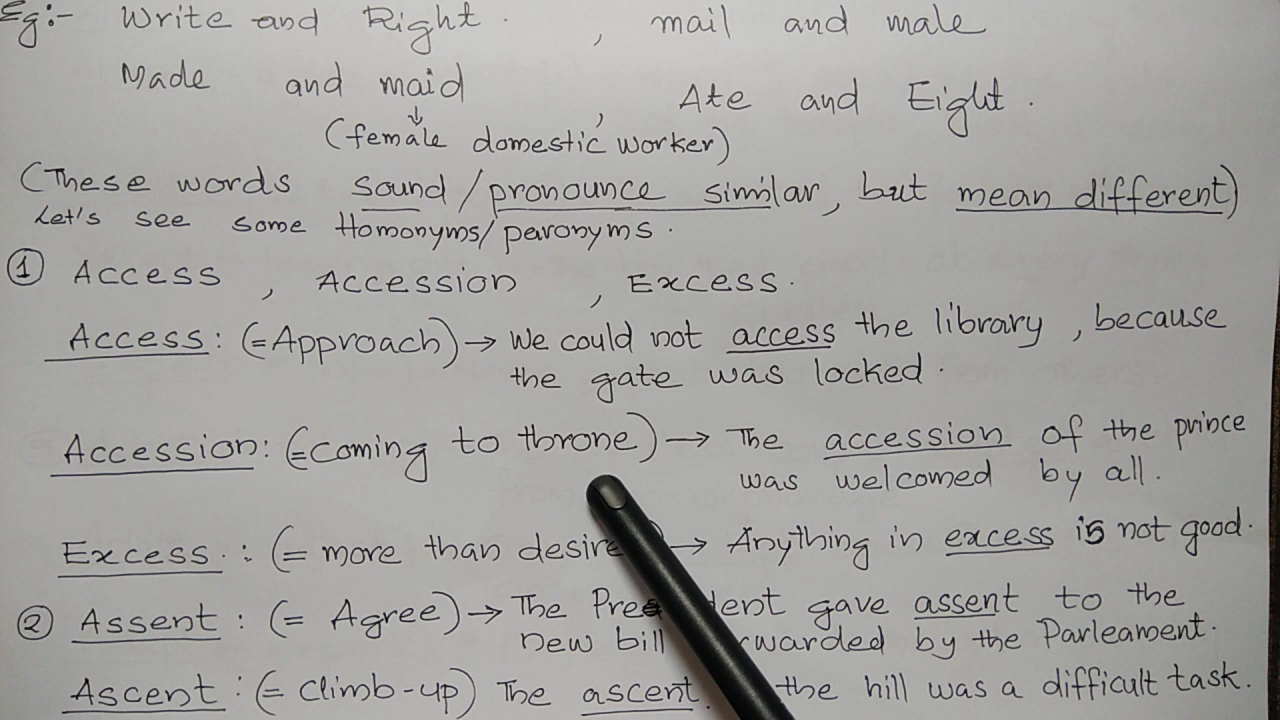 Eg:- Write and Right. , mail and male
Made and maid , Ate and Eight.
↓
(female domestic worker)
(These words sound/pronounce similar, but mean different)
Let's see some Homonyms/paronyms.
① Access , Accession , Excess.
Access: (=Approach) → We could not access the library, because
the gate was locked.
Accession: (=coming to throne) → The accession of the prince
was welcomed by all.
Excess.: (= more than desire) → Anything in excess is not good.
② Assent: (= Agree) → The Pres dent gave assent to the
new bill rwarded by the Parleament.
Ascent: (= climb-up) The ascent. the hill was a difficult task.